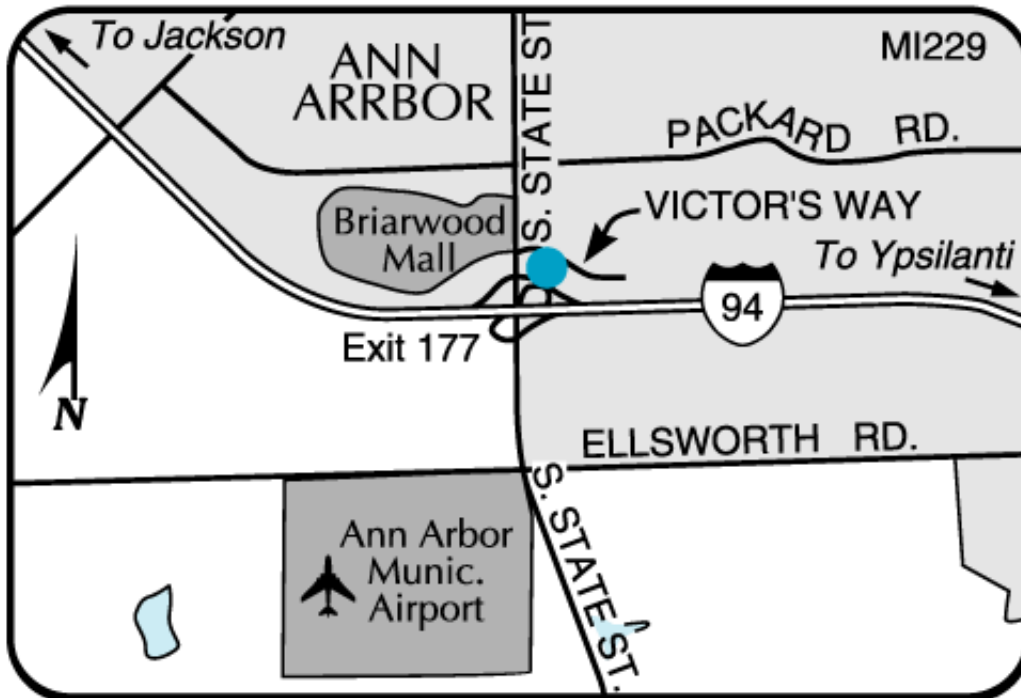 To Jackson
ANN
ARRBOR
S. STATE ST
MI229
PACKARD RD.
Briarwood
Mall
VICTOR'S WAY
To Ypsilanti
94
Exit 177
N
ELLSWORTH RD.
S. STATE ST.
Ann Arbor
Munic.
Airport